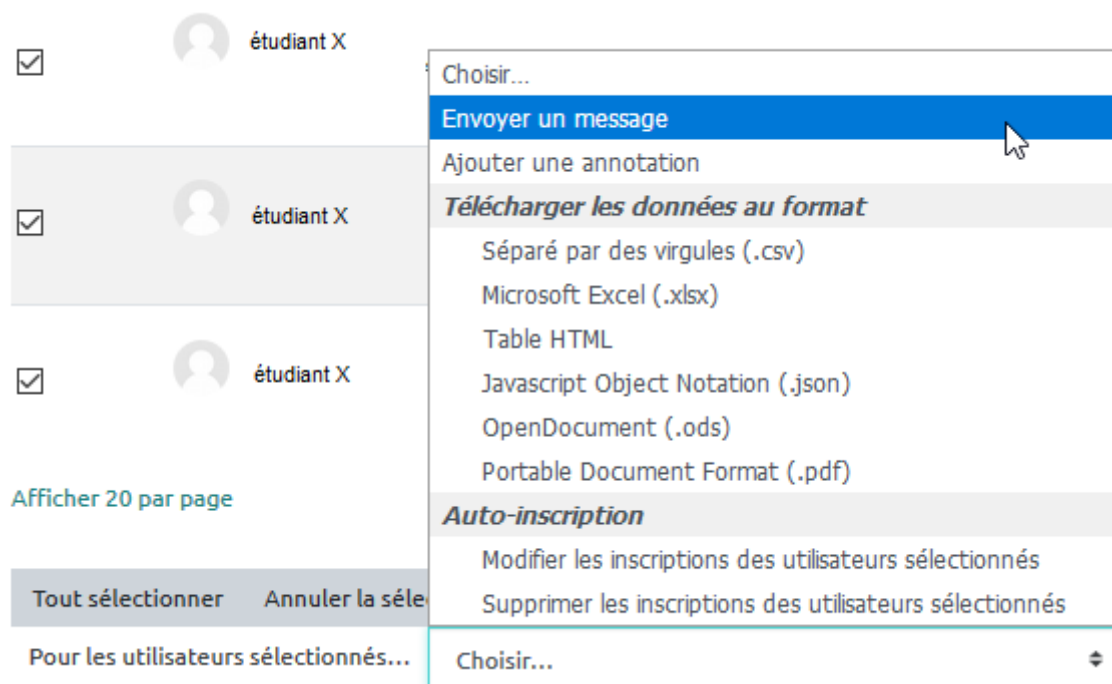 étudiant X
Choisir...
Envoyer un message
Ajouter une annotation
étudiant X
Télécharger les données au format
Séparé par des virgules (.csv)
Microsoft Excel (.xlsx)
Table HTML
étudiant X
Javascript Object Notation (.json)
OpenDocument (.ods)
Portable Document Format (.pdf)
Afficher 20 par page
Auto-inscription
Modifier les inscriptions des utilisateurs sélectionnés
Tout sélectionner Annuler la séle
Supprimer les inscriptions des utilisateurs sélectionnés
Pour les utilisateurs sélectionnés...
Choisir...